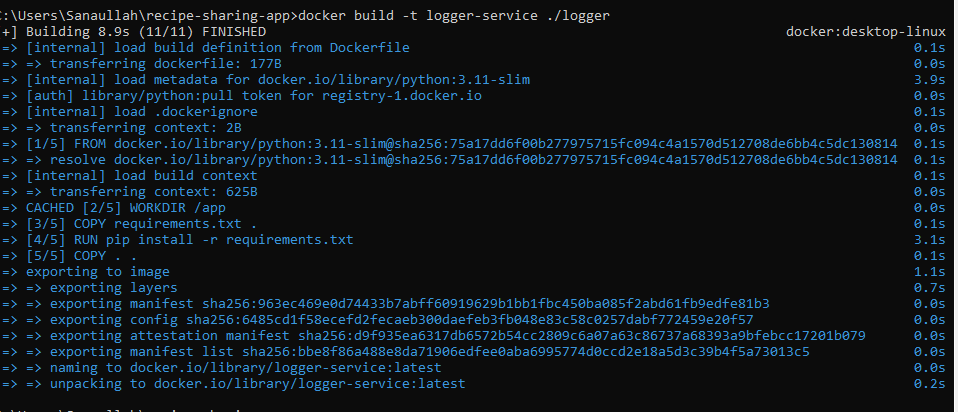 C:\Users\Sanaullah\recipe-sharing-app>docker build -t logger-service ./logger
[+] Building 8.9s (11/11) FINISHED docker:desktop-linux
=> [internal] load build definition from Dockerfile 0.1s
=> => transferring dockerfile: 177B 0.0s
=> [internal] load metadata for docker.io/library/python:3.11-slim 3.9s
=> [auth] library/python:pull token for registry-1.docker.io 0.0s
=> [internal] load .dockerignore 0.1s
=> => transferring context: 2B 0.0s
=> [1/5] FROM docker.io/library/python:3.11-slim@sha256:75a17dd6f00b277975715fc094c4a1570d512708de6bb4c5dc130814 0.1s
=> => resolve docker.io/library/python:3.11-slim@sha256:75a17dd6f00b277975715fc094c4a1570d512708de6bb4c5dc130814 0.1s
=> [internal] load build context 0.1s
=> => transferring context: 625B 0.0s
=> CACHED [2/5] WORKDIR /app 0.0s
=> [3/5] COPY requirements.txt . 0.1s
=> [4/5] RUN pip install -r requirements.txt 3.1s
=> [5/5] COPY . . 0.1s
=> exporting to image 1.1s
=> => exporting layers 0.7s
=> => exporting manifest sha256:963ec469e0d74433b7abff60919629b1bb1fbc450ba085f2abd61fb9edfe81b3 0.0s
=> => exporting config sha256:6485cd1f58ecefd2fecaeb300daefeb3fb048e83c58c0257dabf772459e20f57 0.0s
=> => exporting attestation manifest sha256:d9f935ea6317db6572b54cc2809c6a07a63c86737a68393a9bfebcc17201b079 0.0s
=> => exporting manifest list sha256:bbe8f86a488e8da71906edfee0aba6995774d0ccd2e18a5d3c39b4f5a73013c5 0.0s
=> => naming to docker.io/library/logger-service:latest 0.0s
=> => unpacking to docker.io/library/logger-service:latest 0.2s